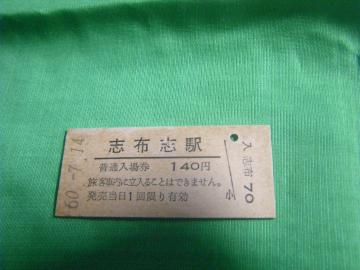 志布志駅
普通入場券 140円
旅客車内に立入ることはできません。
発売当日1回限り有効
60.-7.14
入 志布
70